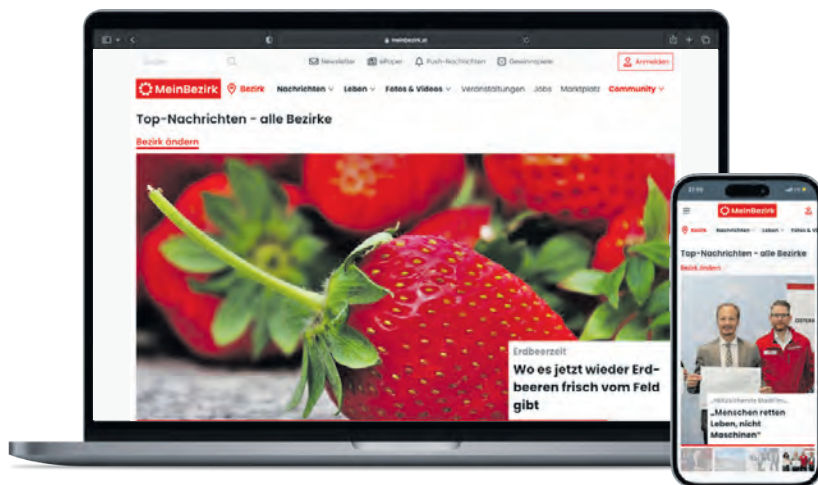 meinbezirk.at
Newsletter ePaper Push-Nachrichten Gewinnspiele Anmelden
MeinBezirk Bezirk Nachrichten Leben Fotos & Videos Veranstaltungen Jobs Marktplatz Community
Top-Nachrichten - alle Bezirke
Bezirk ändern
Erdbeerzeit
Wo es jetzt wieder Erd-
beeren frisch vom Feld
gibt
MeinBezirk
Bezirk Nachrichten Leben Fotos & Vi
Top-Nachrichten - alle Bezirke
Bezirk ändern
„Menschen retten
Leben, nicht
Maschinen“